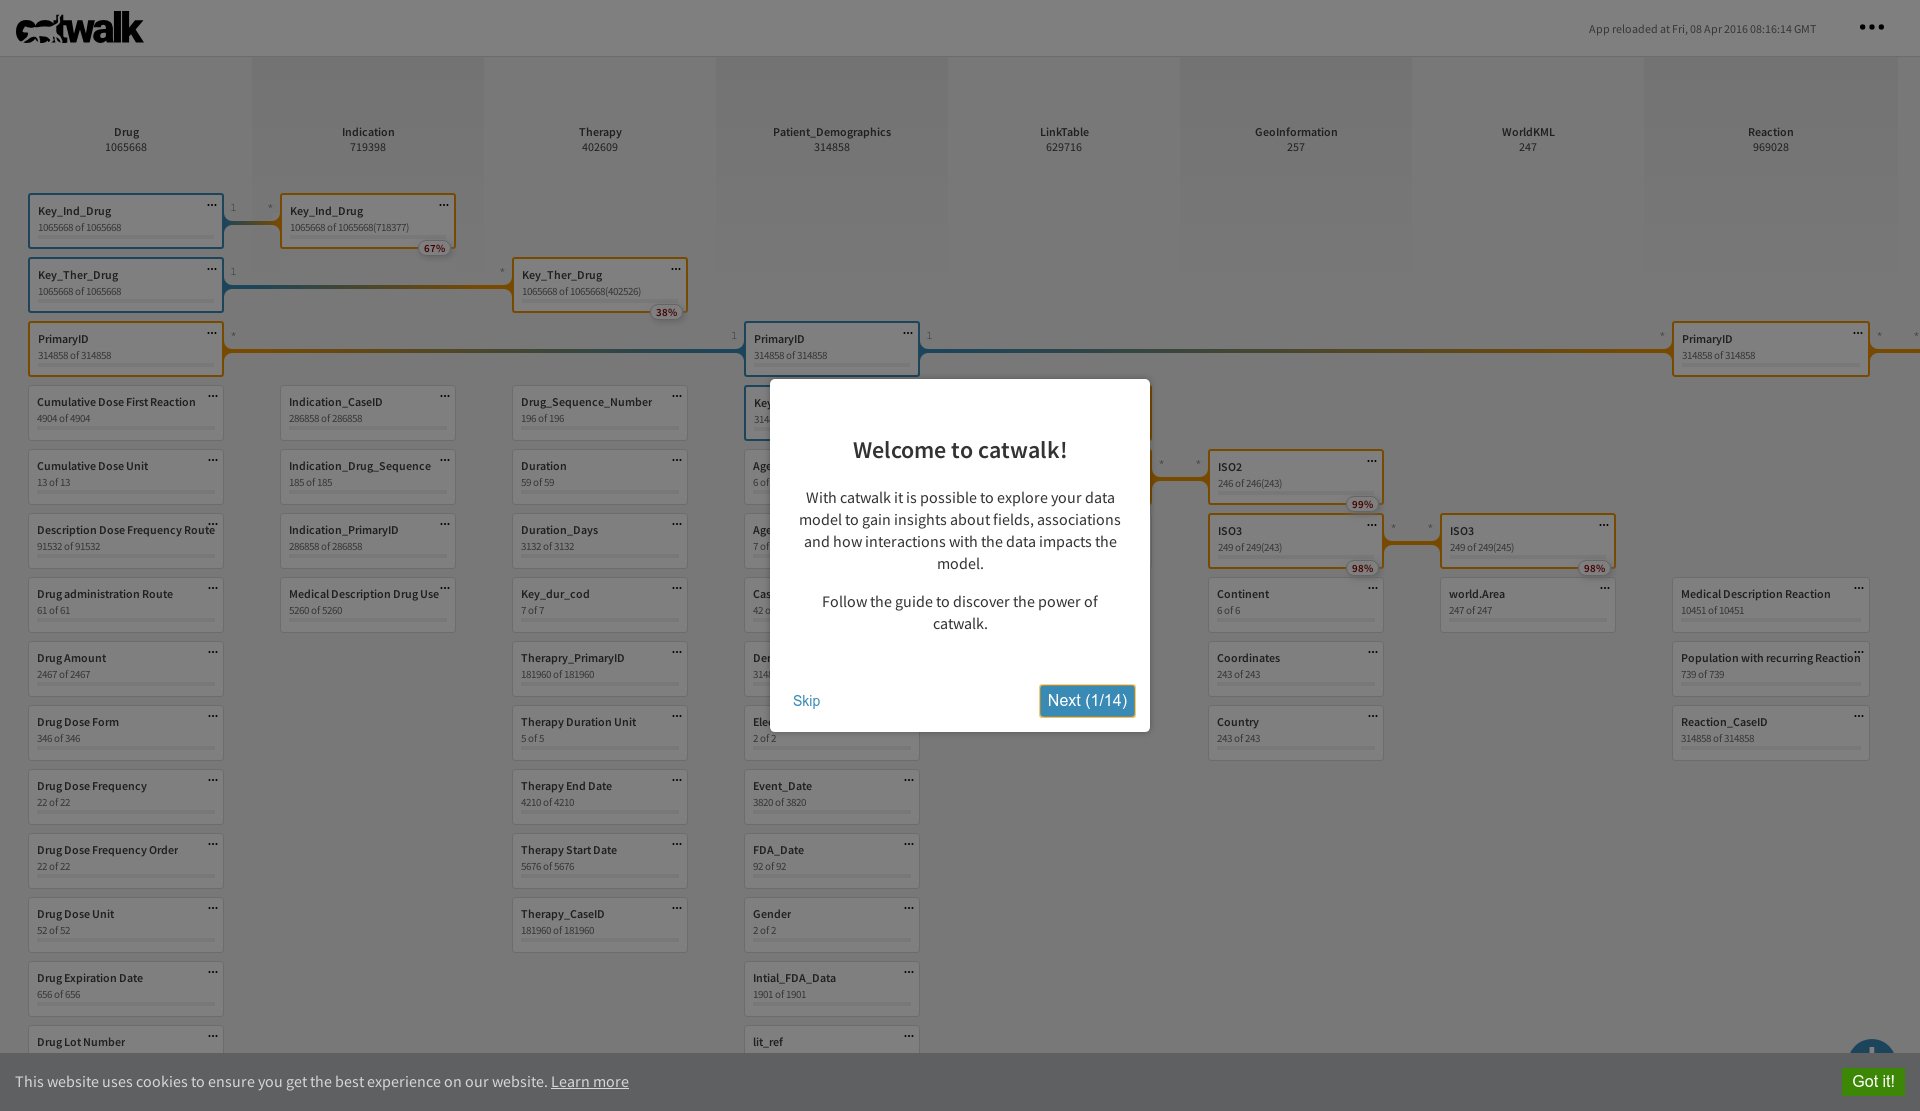 catwalk
App reloaded at Fri, 08 Apr 2016 08:16:14 GMT
Drug
1065668
Indication
719398
Therapy
402609
Patient_Demographics
314858
LinkTable
629716
GeoInformation
257
WorldKML
247
Reaction
969028
Key_Ind_Drug
1065668 of 1065668
1
*
Key_Ind_Drug
1065668 of 1065668(718377)
67%
Key_Ther_Drug
1065668 of 1065668
1
*
Key_Ther_Drug
1065668 of 1065668(402526)
38%
PrimaryID
314858 of 314858
*
1
PrimaryID
314858 of 314858
1
*
PrimaryID
314858 of 314858
*
*
Cumulative Dose First Reaction
4904 of 4904
Indication_CaseID
286858 of 286858
Drug_Sequence_Number
196 of 196
Key
314
Cumulative Dose Unit
13 of 13
Indication_Drug_Sequence
185 of 185
Duration
59 of 59
Age
6 of
*
*
ISO2
246 of 246(243)
99%
Description Dose Frequency Route
91532 of 91532
Indication_PrimaryID
286858 of 286858
Duration_Days
3132 of 3132
Age
7 of
ISO3
249 of 249(243)
98%
*
*
ISO3
249 of 249(245)
98%
Drug administration Route
61 of 61
Medical Description Drug Use
5260 of 5260
Key_dur_cod
7 of 7
Cas
42 o
Continent
6 of 6
world.Area
247 of 247
Medical Description Reaction
10451 of 10451
Drug Amount
2467 of 2467
Therapry_PrimaryID
181960 of 181960
Der
314
Coordinates
243 of 243
Population with recurring Reaction
739 of 739
Drug Dose Form
346 of 346
Therapy Duration Unit
5 of 5
Elec
2 of 2
Country
243 of 243
Reaction_CaseID
314858 of 314858
Drug Dose Frequency
22 of 22
Therapy End Date
4210 of 4210
Event_Date
3820 of 3820
Drug Dose Frequency Order
22 of 22
Therapy Start Date
5676 of 5676
FDA_Date
92 of 92
Drug Dose Unit
52 of 52
Therapy_CaseID
181960 of 181960
Gender
2 of 2
Drug Expiration Date
656 of 656
Intial_FDA_Data
1901 of 1901
Drug Lot Number
lit_ref
Welcome to catwalk!
With catwalk it is possible to explore your data
model to gain insights about fields, associations
and how interactions with the data impacts the
model.
Follow the guide to discover the power of
catwalk.
Skip
Next (1/14)
This website uses cookies to ensure you get the best experience on our website. Learn more
Got it!